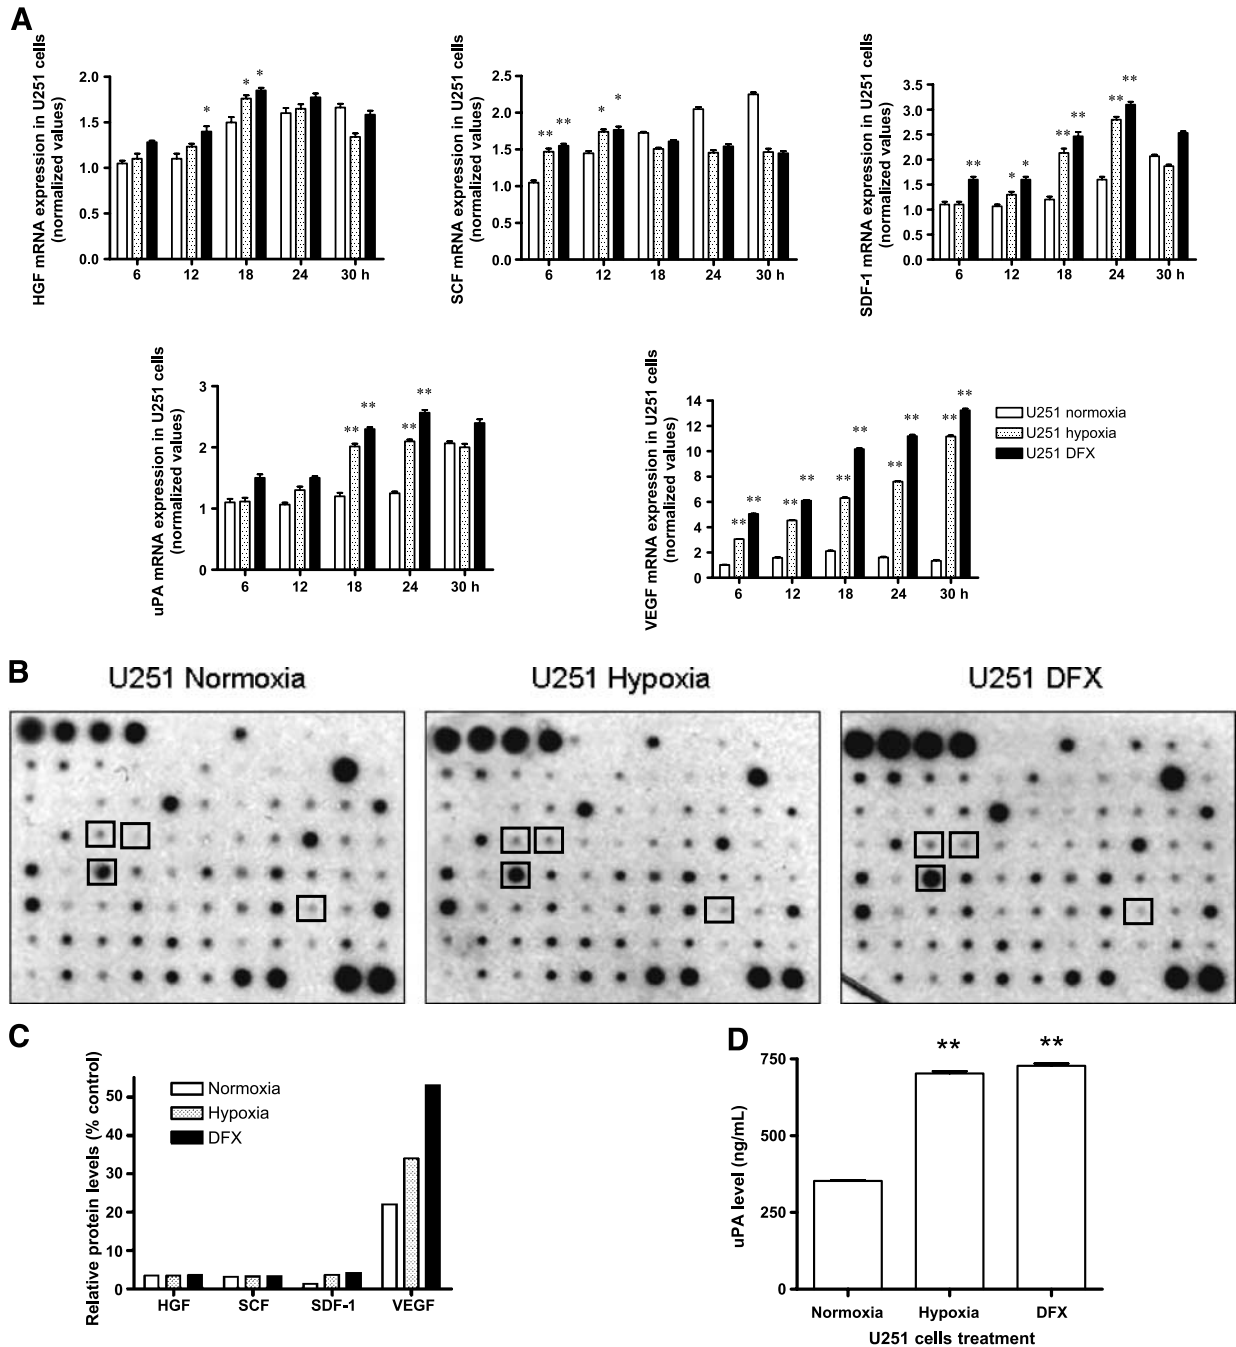 A
HGF mRNA expression in U251 cells
(normalized values)
2.0
1.5
1.0
0.5
0.0
* * *
6 12 18 24 30 h
SCF mRNA expression in U251 cells
(normalized values)
2.5
2.0
1.5
1.0
0.5
0.0
** ** * *
6 12 18 24 30 h
SDF-1 mRNA expression in U251 cells
(normalized values)
3.5
3.0
2.5
2.0
1.5
1.0
0.5
0.0
** * * ** ** ** **
6 12 18 24 30 h
uPA mRNA expression in U251 cells
(normalized values)
3
2
1
0
** ** ** **
6 12 18 24 30 h
VEGF mRNA expression in U251 cells
(normalized values)
14
12
10
8
6
4
2
0
** ** ** ** ** ** ** ** ** **
6 12 18 24 30 h
U251 normoxia
U251 hypoxia
U251 DFX
B
U251 Normoxia
U251 Hypoxia
U251 DFX
C
Relative protein levels (% control)
50
40
30
20
10
0
Normoxia
Hypoxia
DFX
HGF SCF SDF-1 VEGF
D
uPA level (ng/mL)
750
500
250
0
** **
Normoxia Hypoxia DFX
U251 cells treatment